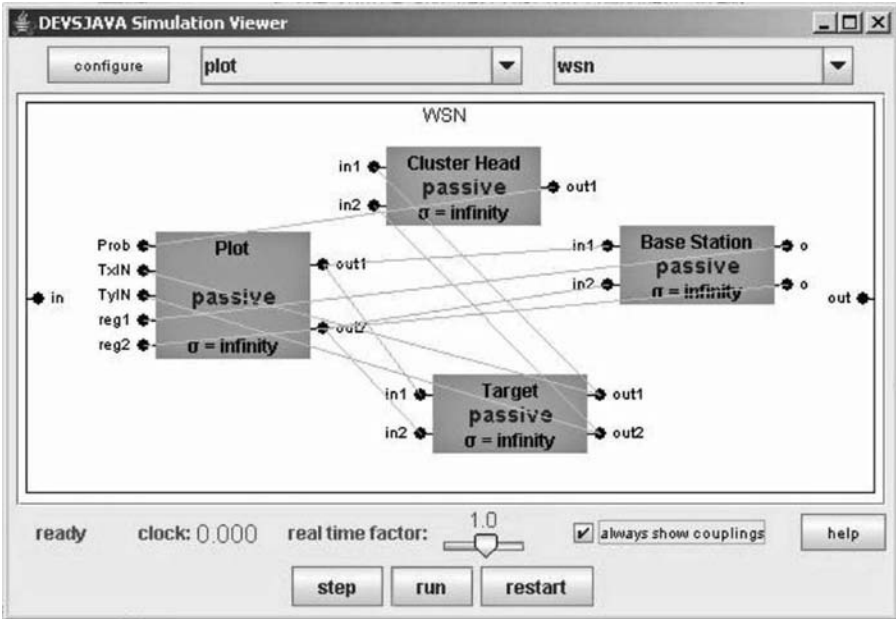 DEVSJAVA Simulation Viewer
configure
plot
wsn
WSN
in1
in2
Cluster Head
passive
σ = infinity
out1
Prob
TxIN
TyIN
reg1
reg2
Plot
passive
σ = infinity
out1
out2
in1
in2
Base Station
passive
σ = infinity
o
o
in
out
in1
in2
Target
passive
σ = infinity
out1
out2
ready
clock: 0.000
real time factor:
1.0
always show couplings
help
step
run
restart